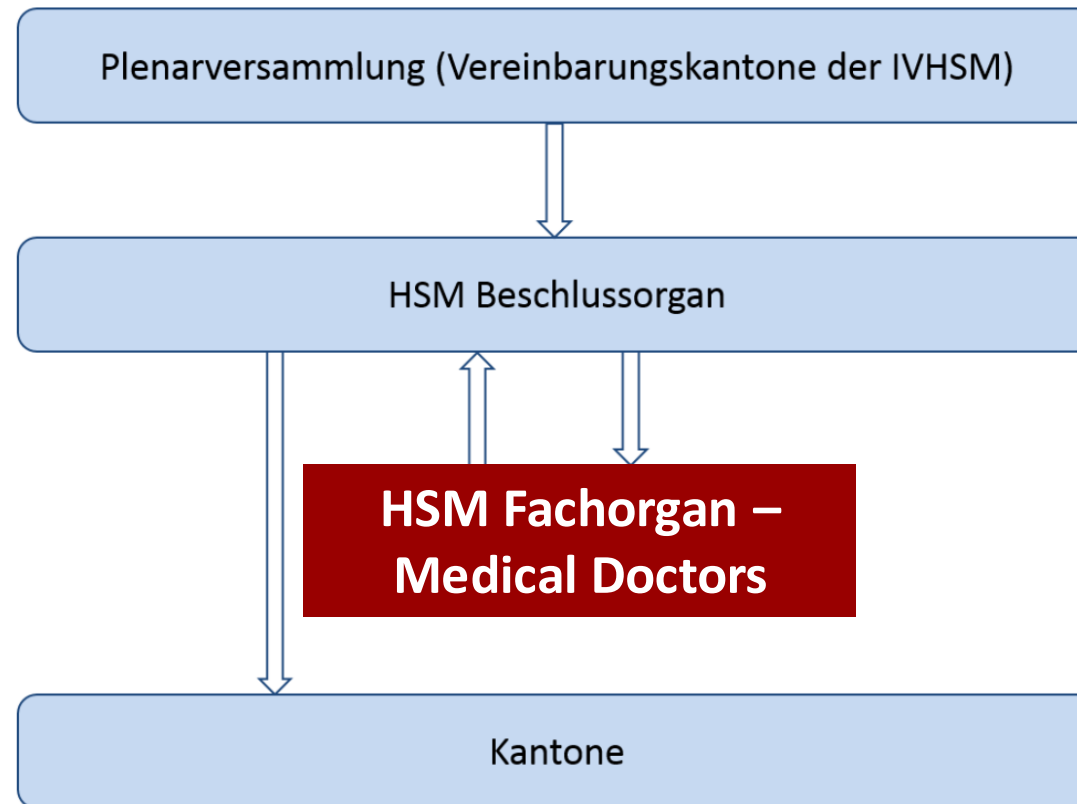 Plenarversammlung (Vereinbarungskantone der IVHSM)
HSM Beschlussorgan
HSM Fachorgan –
Medical Doctors
Kantone